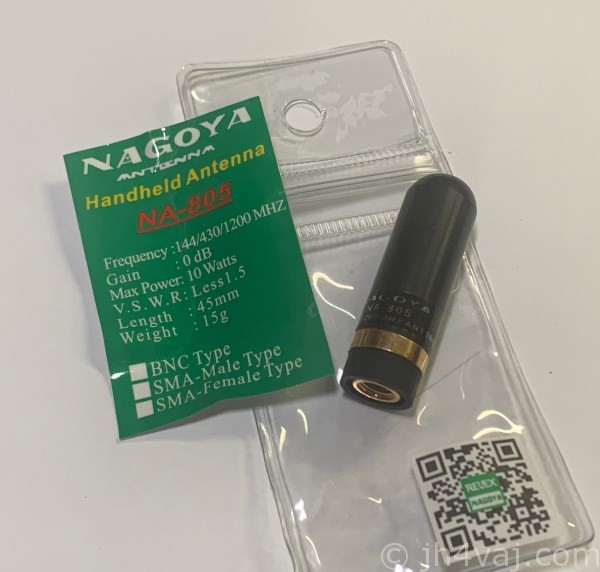 NAGOYA
ANTENNA
Handheld Antenna
NA-805
Frequency :144/430/1200 MHZ
Gain :0 dB
Max Power: 10 Watts
V.S.W.R: Less1.5
Length : 45mm
Weight : 15g
BNC Type
SMA-Male Type
SMA-Female Type
NAGOYA
NA-805
REVEX
NAGOYA
© jh4vaj.com